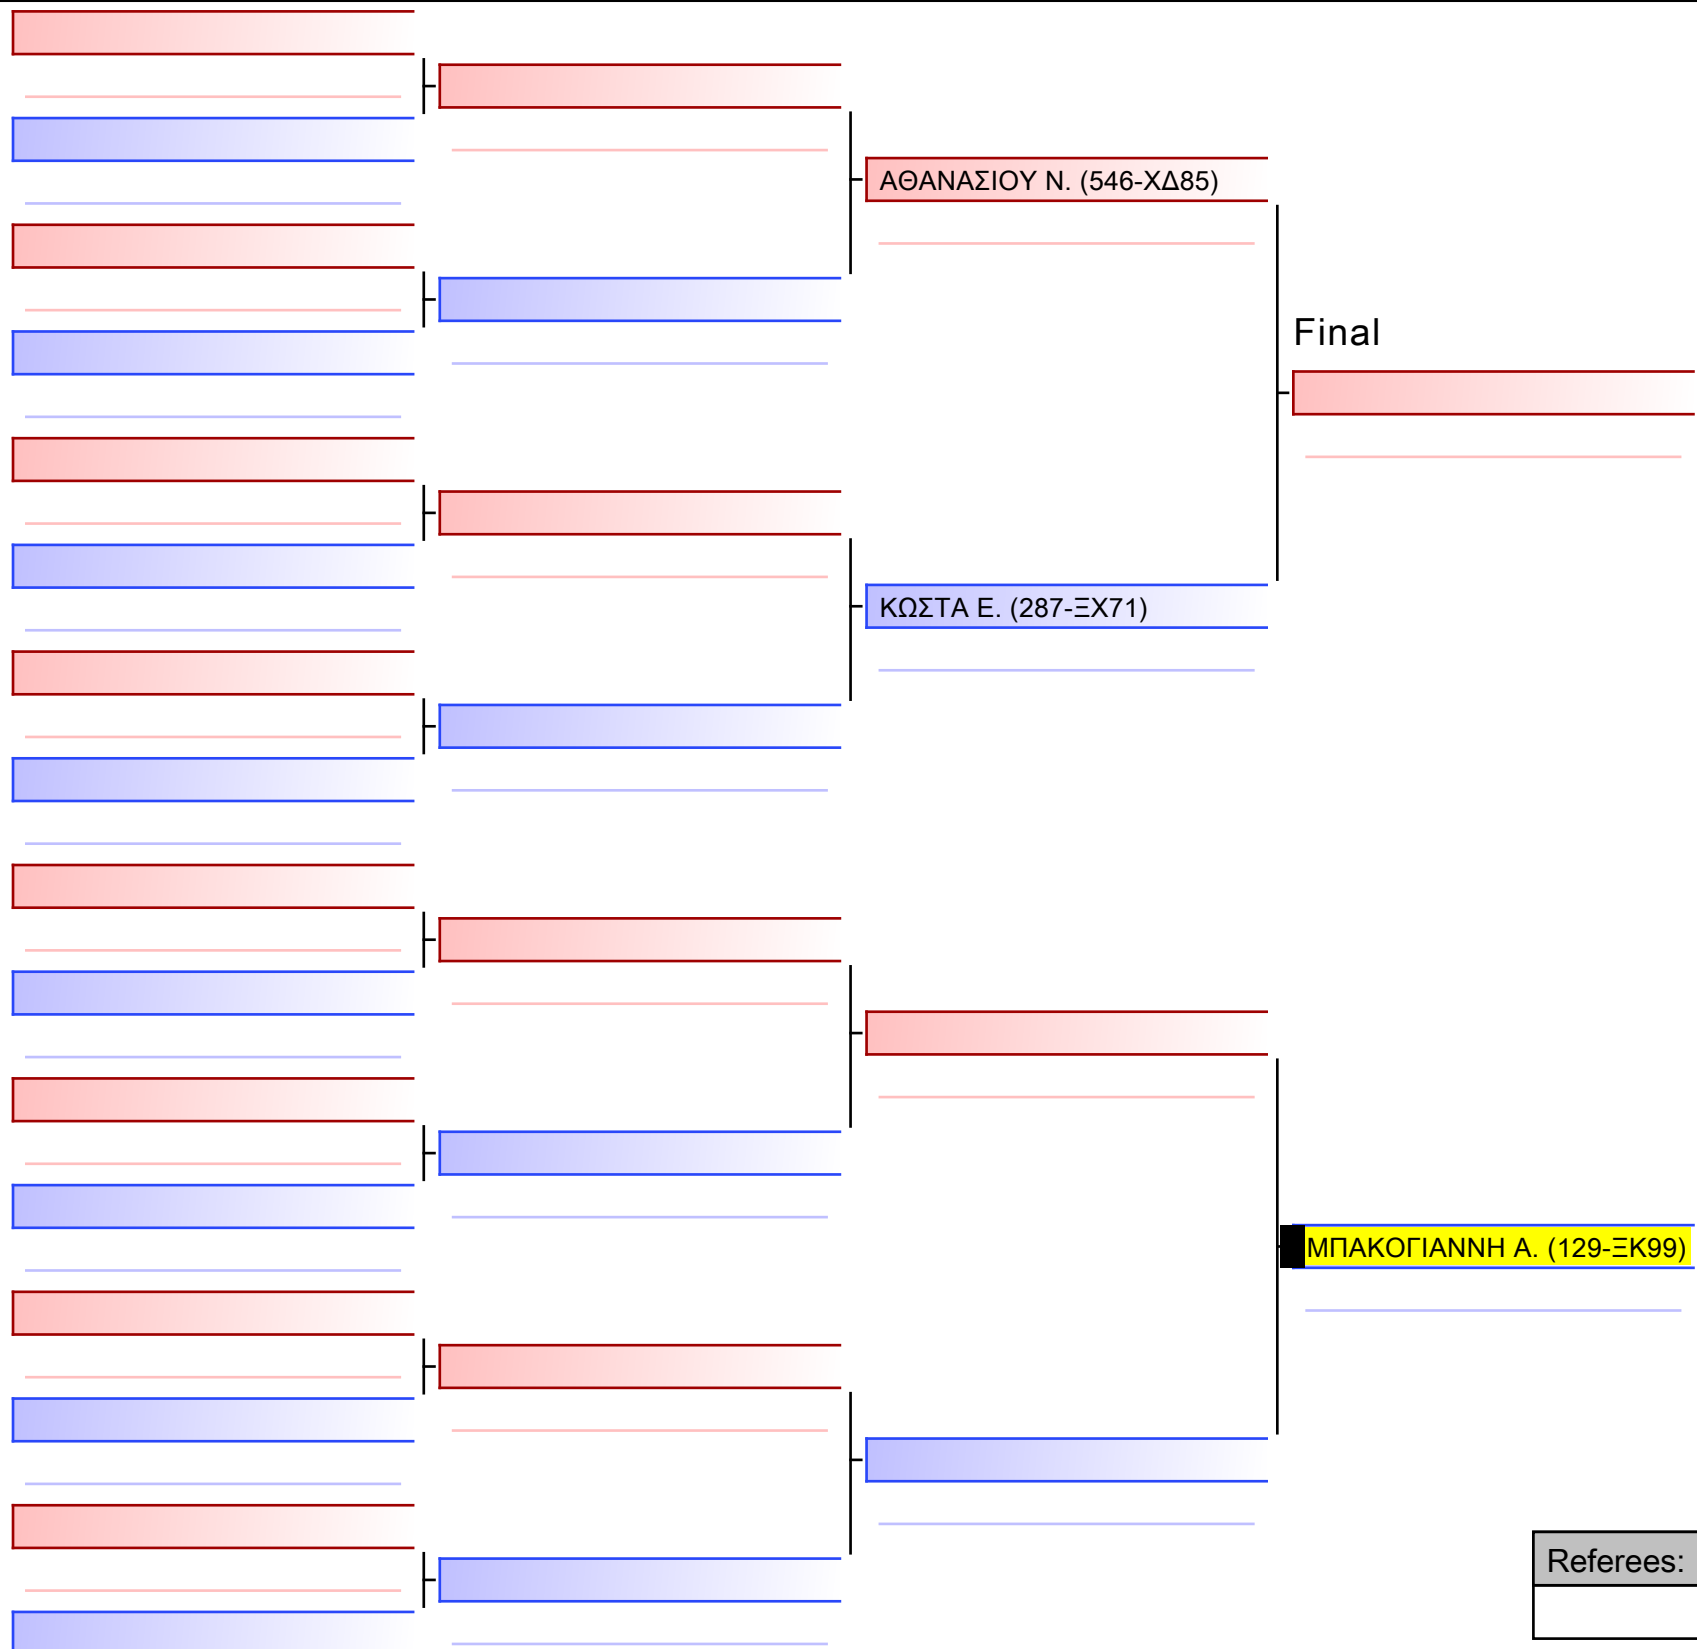 ΑΘΑΝΑΣΙΟΥ Ν. (546-ΧΔ85)
Final
ΚΩΣΤΑ Ε. (287-ΞΧ71)
ΜΠΑΚΟΓΙΑΝΝΗ Α. (129-ΞΚ99)
Referees: